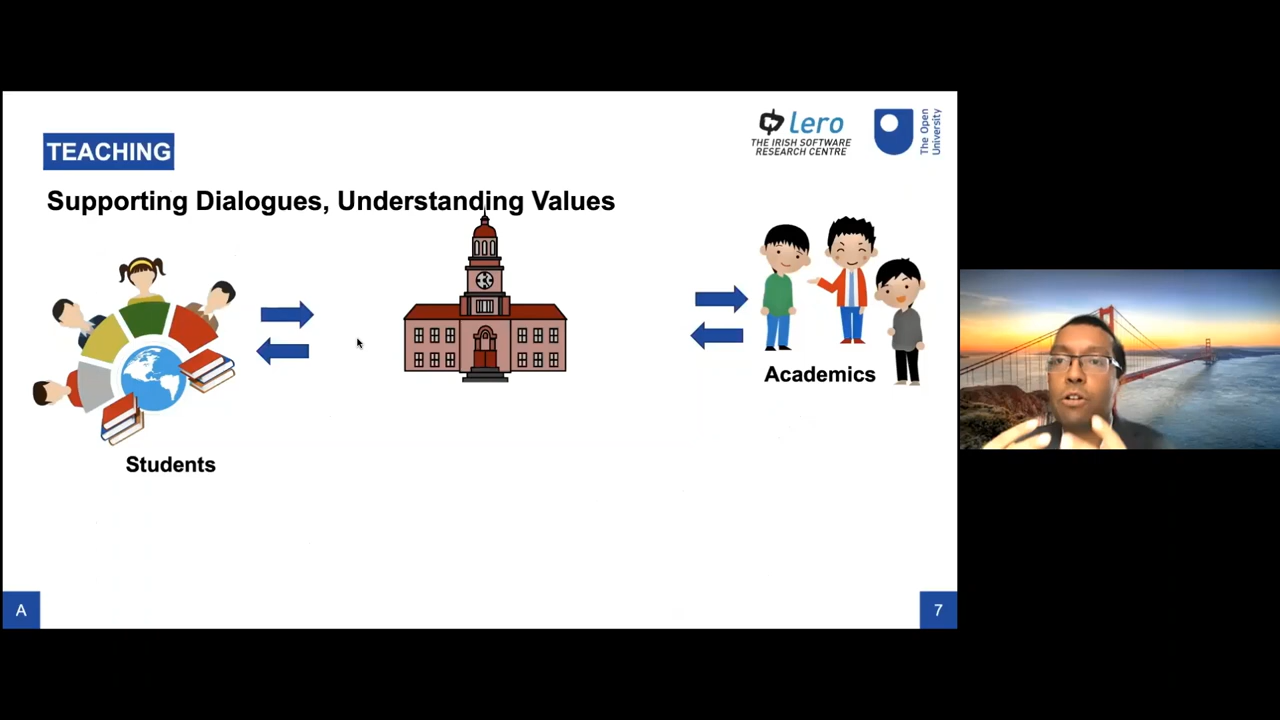 TEACHING
lero
THE IRISH SOFTWARE
RESEARCH CENTRE
The Open
University
Supporting Dialogues, Understanding Values
Academics
Students
A
7